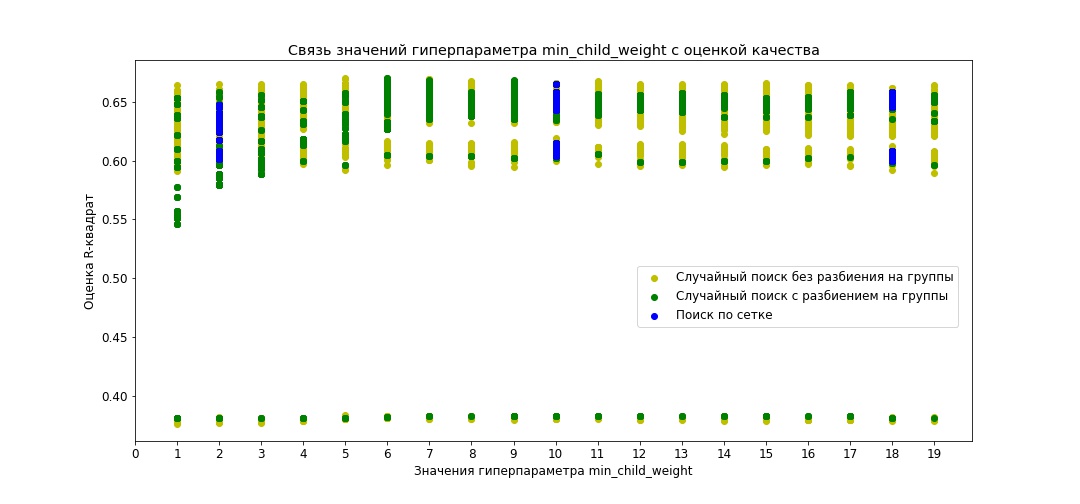 Связь значений гиперпараметра min_child_weight с оценкой качества
Оценка R-квадрат
0.65
0.60
0.55
0.50
0.45
0.40
Случайный поиск без разбиения на группы
Случайный поиск с разбиением на группы
Поиск по сетке
0 1 2 3 4 5 6 7 8 9 10 11 12 13 14 15 16 17 18 19
Значения гиперпараметра min_child_weight